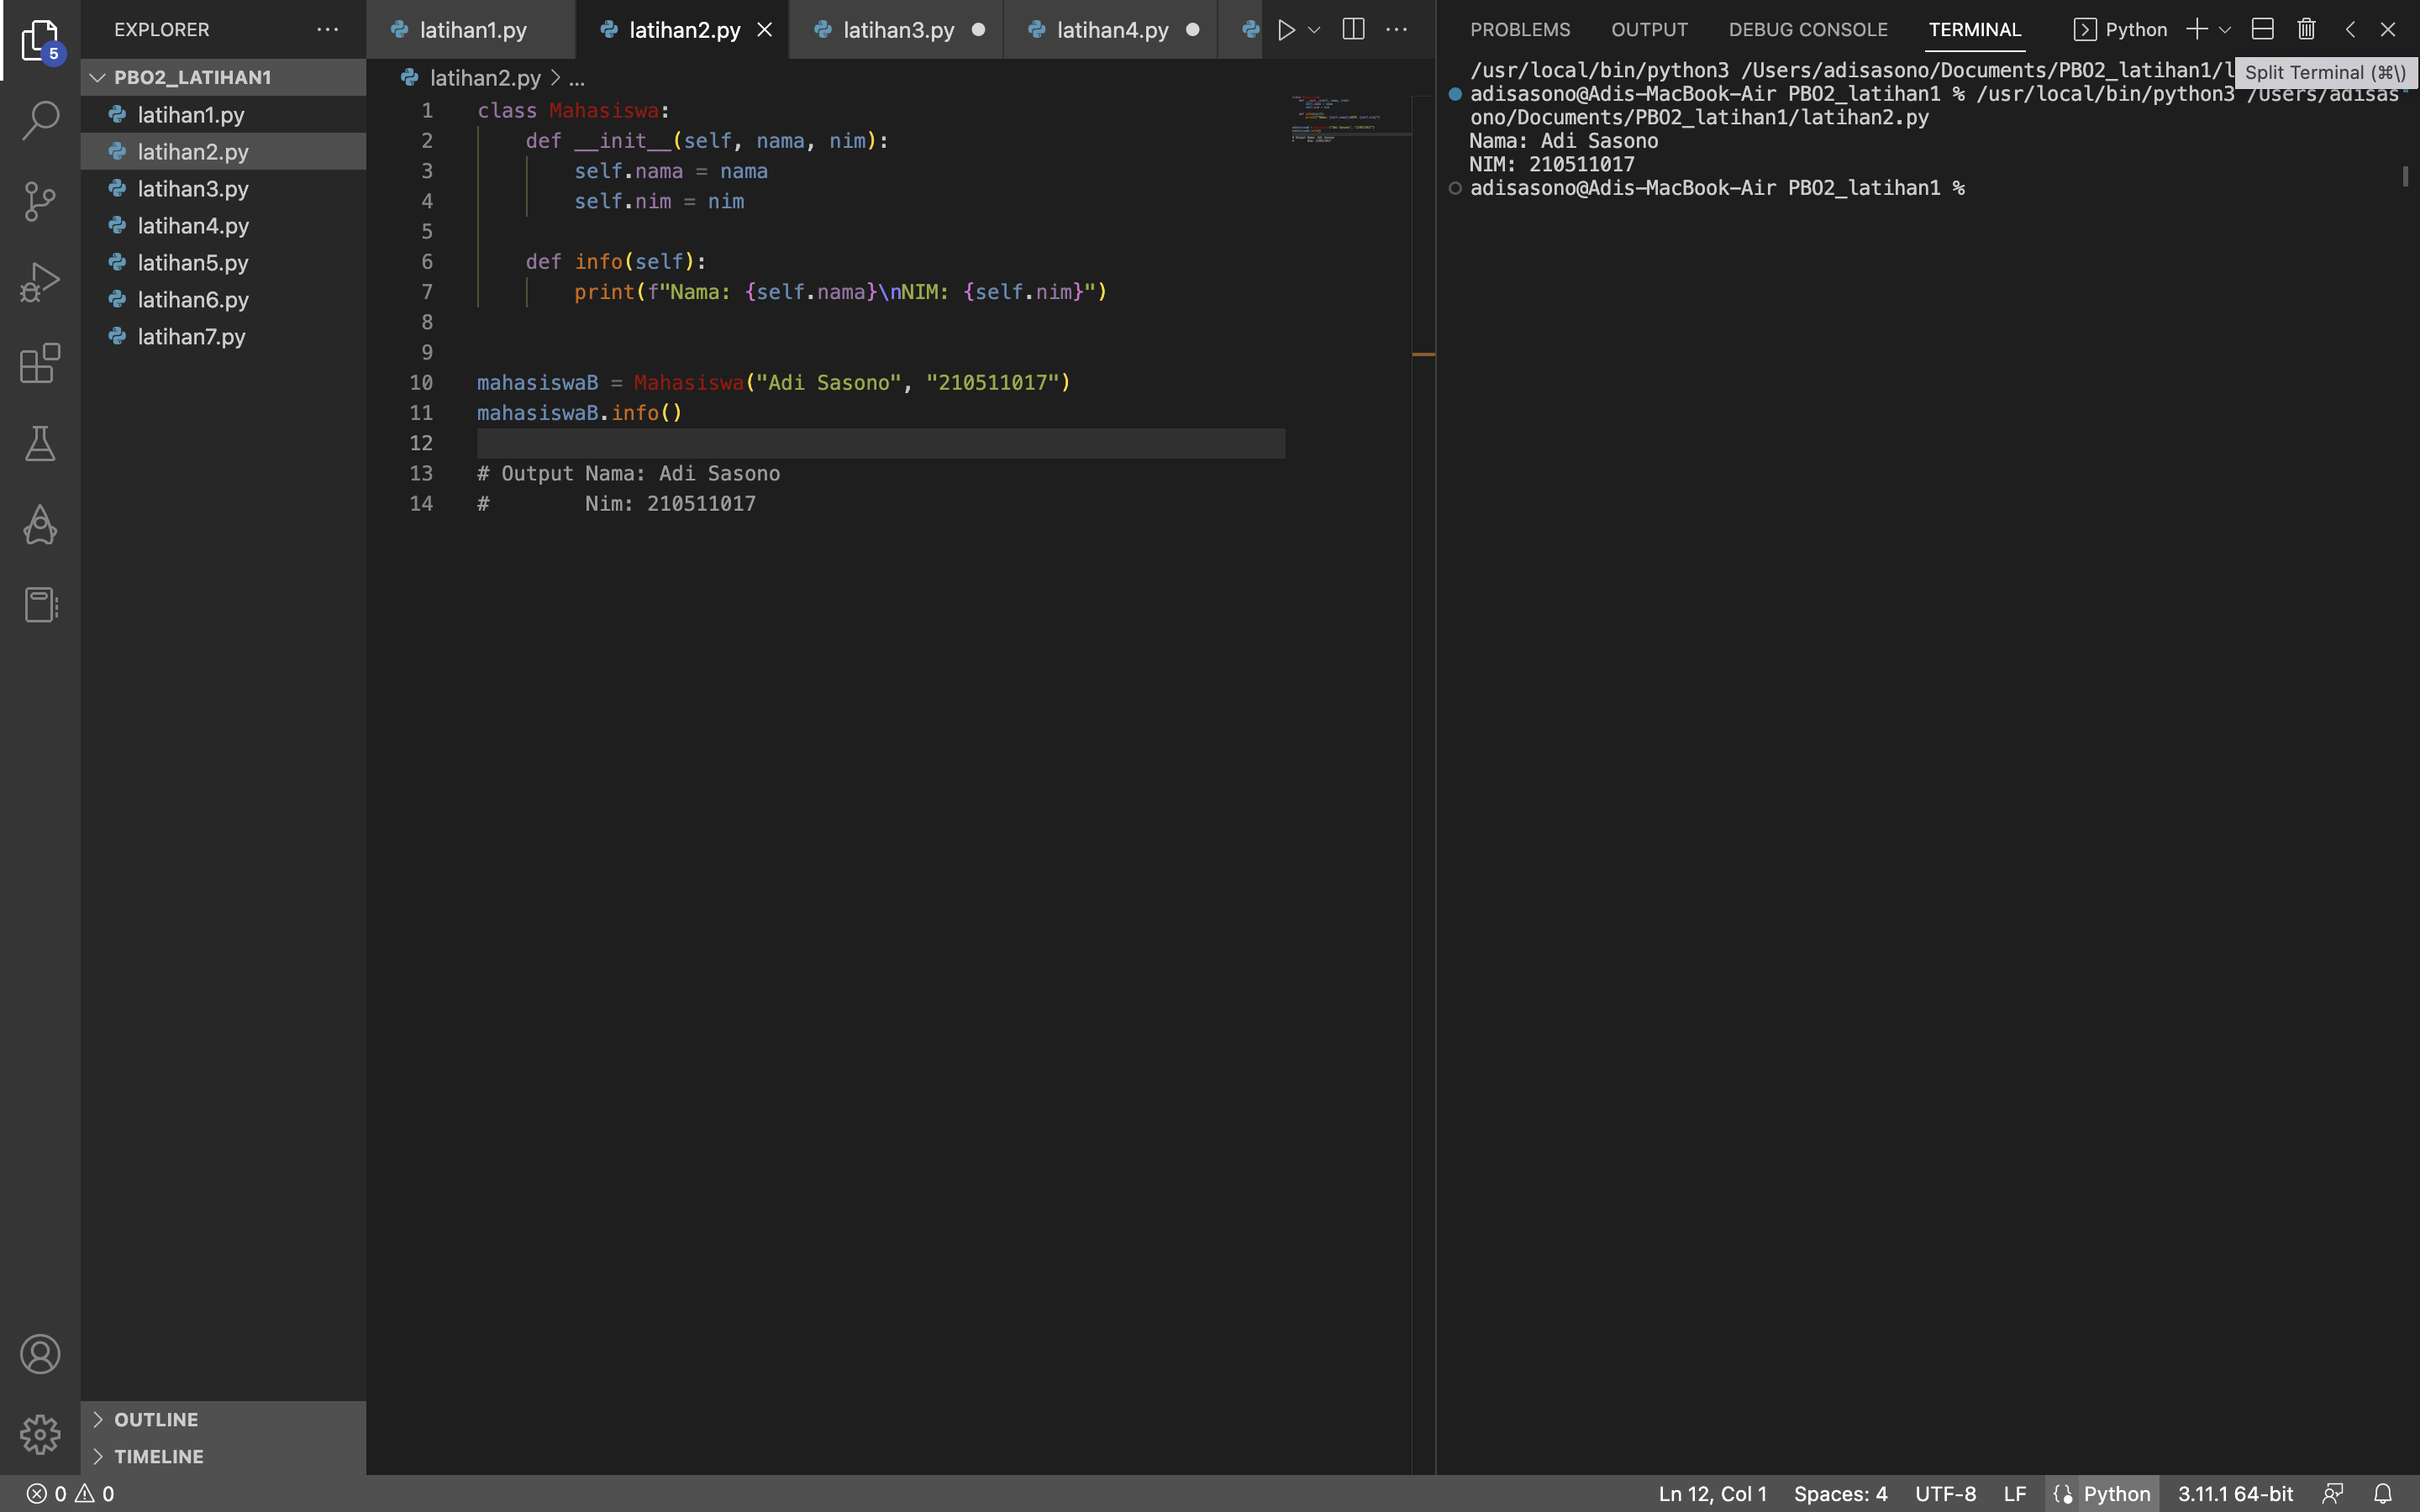 5
EXPLORER
PBO2_LATIHAN1
latihan1.py
latihan2.py
latihan3.py
latihan4.py
latihan5.py
latihan6.py
latihan7.py
OUTLINE
TIMELINE
latihan1.py
latihan2.py
latihan3.py
latihan4.py
latihan2.py > ...
1 class Mahasiswa:
2     def __init__(self, nama, nim):
3         self.nama = nama
4         self.nim = nim
5
6     def info(self):
7         print(f"Nama: {self.nama}\nNIM: {self.nim}")
8
9
10 mahasiswaB = Mahasiswa("Adi Sasono", "210511017")
11 mahasiswaB.info()
12
13 # Output Nama: Adi Sasono
14 #        Nim: 210511017
PROBLEMS OUTPUT DEBUG CONSOLE TERMINAL Python
Split Terminal (⌘\)
/usr/local/bin/python3 /Users/adisasono/Documents/PBO2_latihan1/l
adisasono@Adis-MacBook-Air PBO2_latihan1 % /usr/local/bin/python3 /Users/adisas
ono/Documents/PBO2_latihan1/latihan2.py
Nama: Adi Sasono
NIM: 210511017
adisasono@Adis-MacBook-Air PBO2_latihan1 %
0 0
Ln 12, Col 1 Spaces: 4 UTF-8 LF Python 3.11.1 64-bit